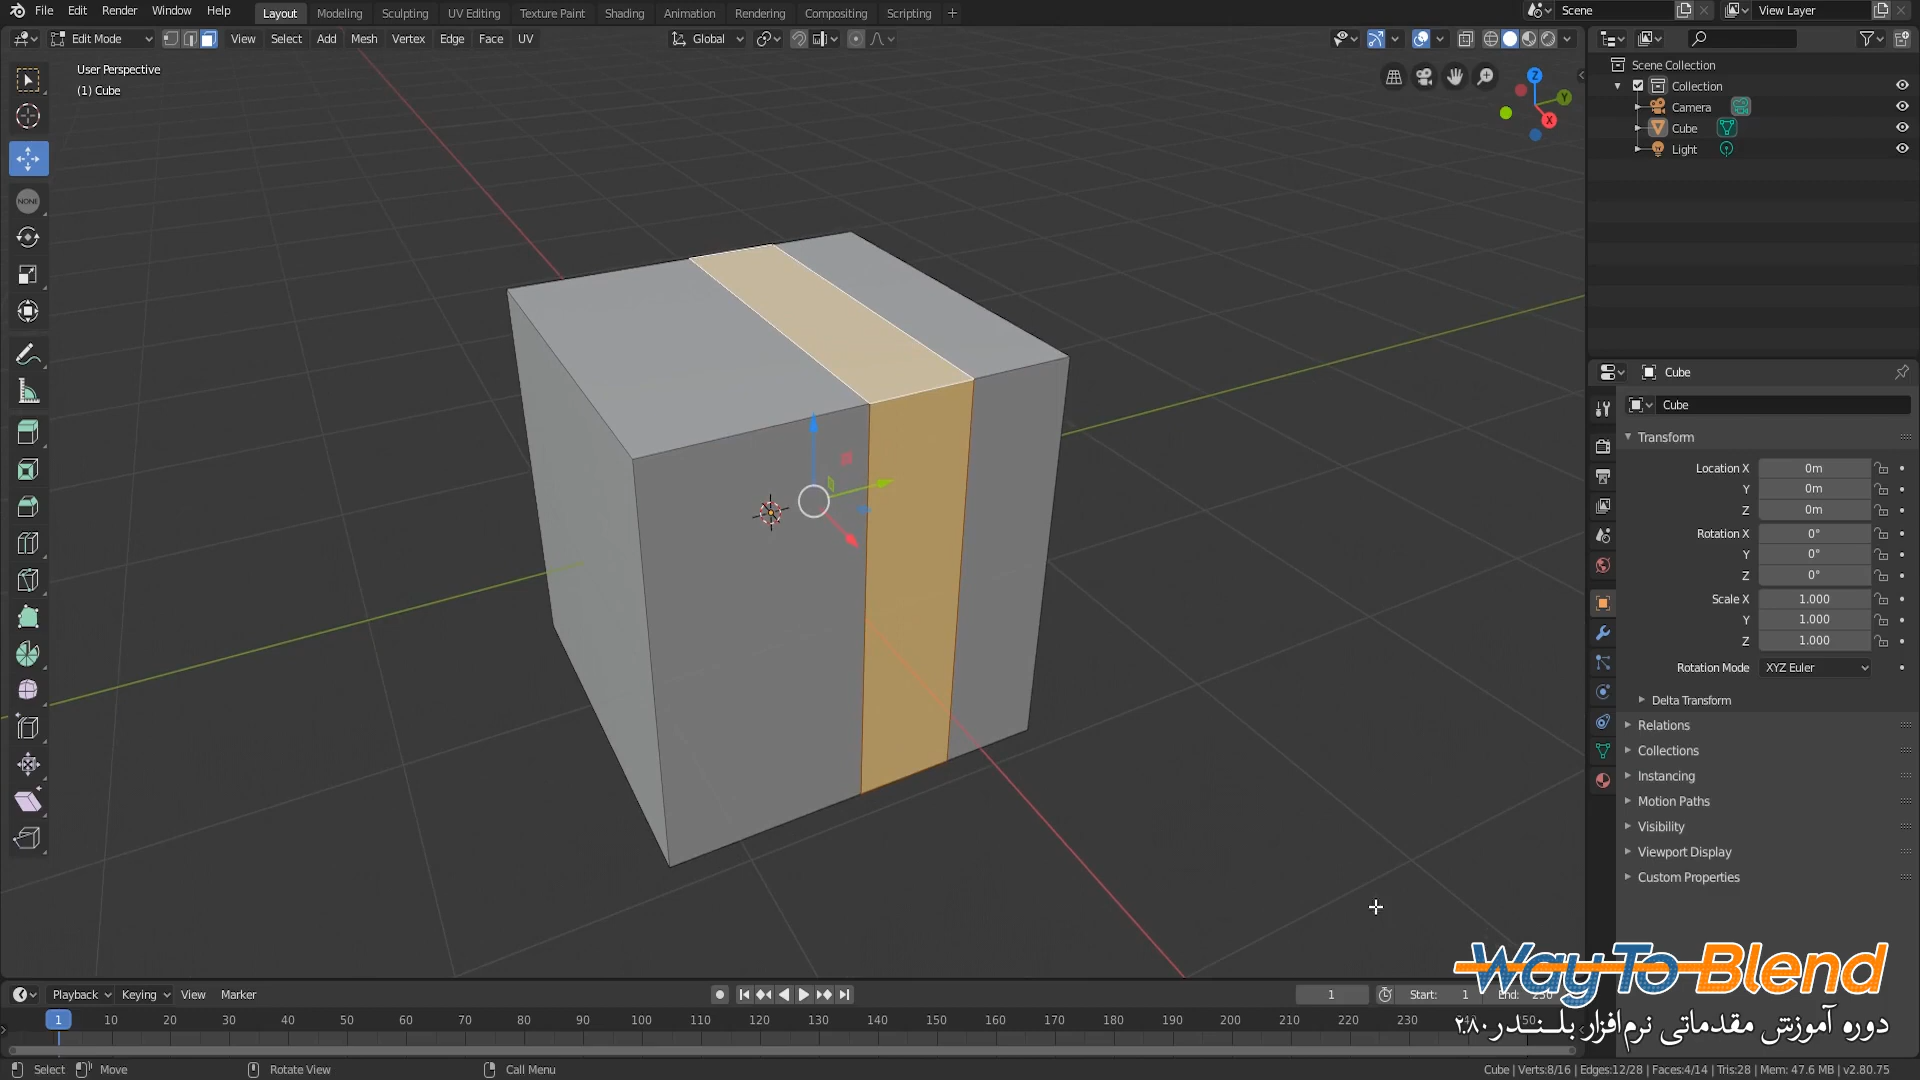 File Edit Render Window Help Layout Modeling Sculpting UV Editing Texture Paint Shading Animation Rendering Compositing Scripting + Scene View Layer
Edit Mode View Select Add Mesh Vertex Edge Face UV Global
User Perspective
(1) Cube
Z
Y
X
NONE
Scene Collection
Collection
Camera
Cube
Light
Cube
Cube
Transform
Location X 0m
Y 0m
Z 0m
Rotation X 0°
Y 0°
Z 0°
Scale X 1.000
Y 1.000
Z 1.000
Rotation Mode XYZ Euler
Delta Transform
Relations
Collections
Instancing
Motion Paths
Visibility
Viewport Display
Custom Properties
Way To Blend
دوره آموزش مقدماتی نرم‌افزار بلنـــدر ۲.۸۰
Playback Keying View Marker 1 Start: 1 End: 250
1 10 20 30 40 50 60 70 80 90 100 110 120 130 140 150 160 170 180 190 200 210 220 230
Select Move Rotate View Call Menu Cube | Verts:8/16 | Edges:12/28 | Faces:4/14 | Tris:28 | Mem: 47.6 MB | v2.80.75